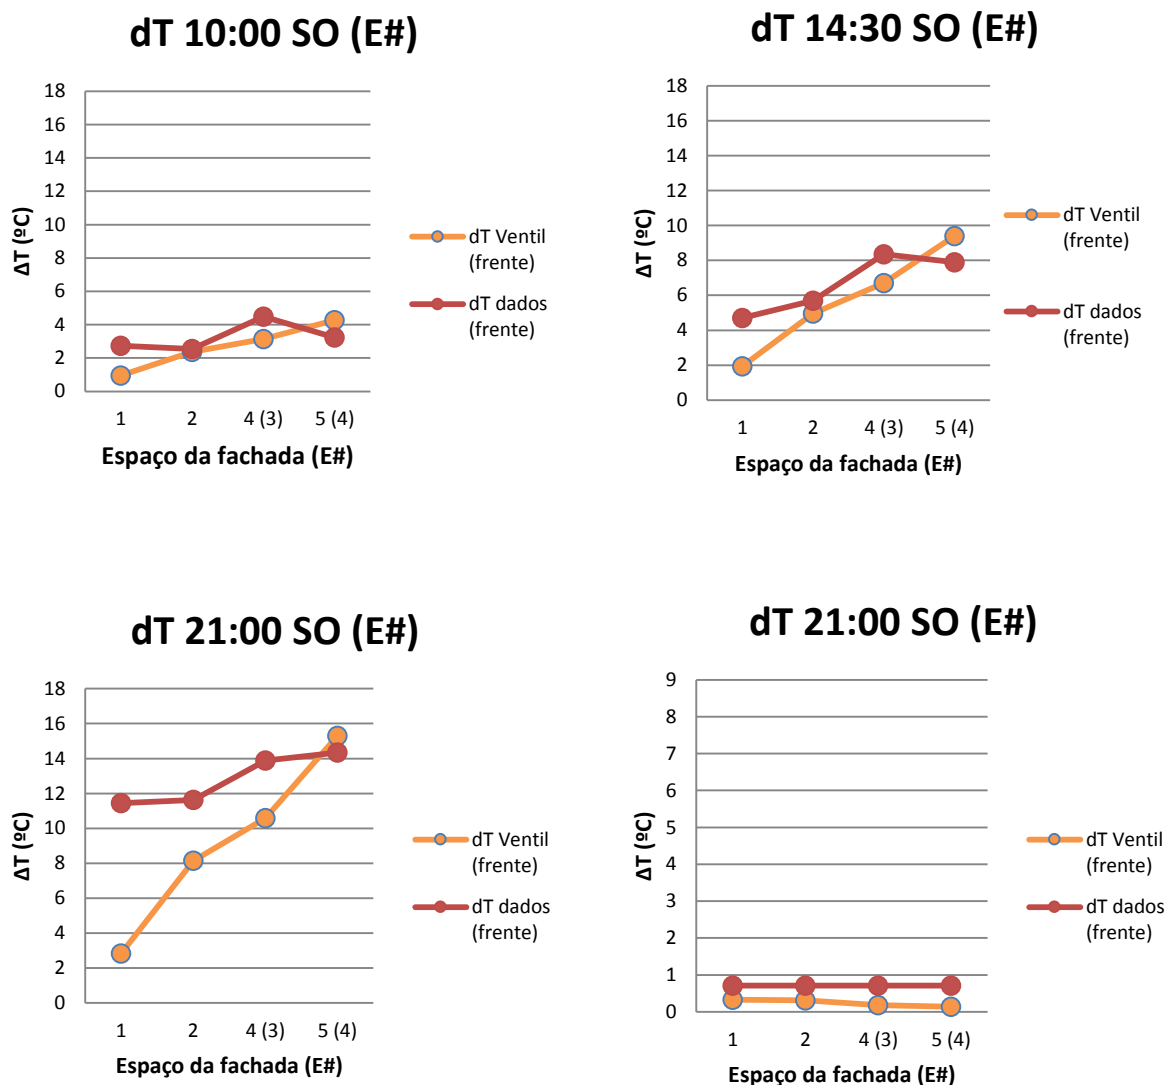 dT 10:00 SO (E#)
18
16
14
12
10
8
6
4
2
0
ΔT (ºC)
1 2 4 (3) 5 (4)
Espaço da fachada (E#)
dT Ventil
(frente)
dT dados
(frente)
dT 14:30 SO (E#)
18
16
14
12
10
8
6
4
2
0
ΔT (ºC)
1 2 4 (3) 5 (4)
Espaço da fachada (E#)
dT Ventil
(frente)
dT dados
(frente)
dT 21:00 SO (E#)
18
16
14
12
10
8
6
4
2
0
ΔT (ºC)
1 2 4 (3) 5 (4)
Espaço da fachada (E#)
dT Ventil
(frente)
dT dados
(frente)
dT 21:00 SO (E#)
9
8
7
6
5
4
3
2
1
0
ΔT (ºC)
1 2 4 (3) 5 (4)
Espaço da fachada (E#)
dT Ventil
(frente)
dT dados
(frente)